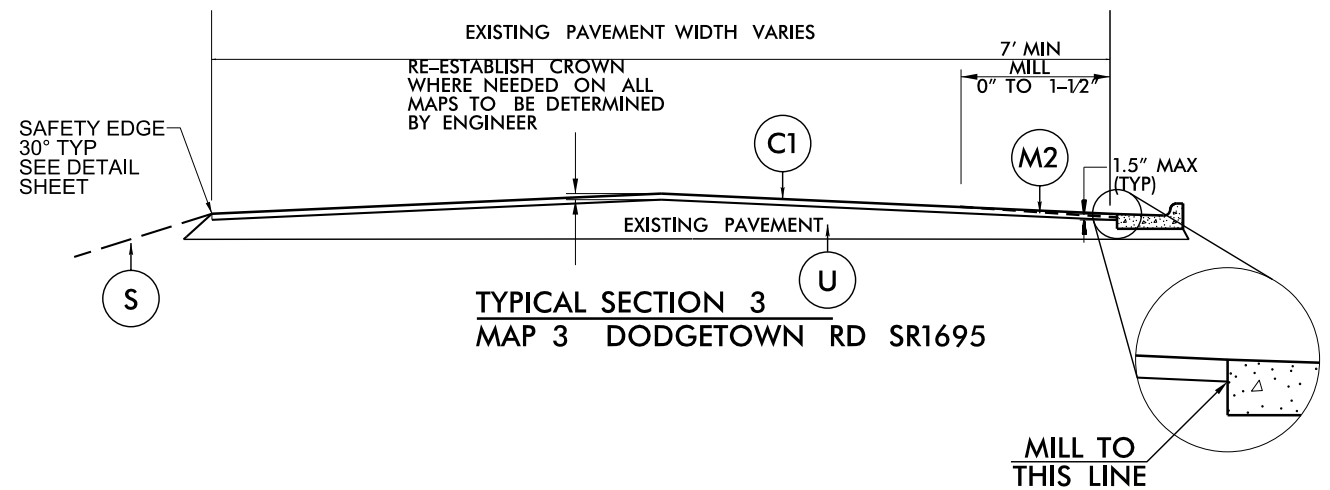 EXISTING PAVEMENT WIDTH VARIES
7' MIN
MILL
0" TO 1-1/2"
RE-ESTABLISH CROWN
WHERE NEEDED ON ALL
MAPS TO BE DETERMINED
BY ENGINEER
SAFETY EDGE
30° TYP
SEE DETAIL
SHEET
C1
M2
1.5" MAX
(TYP)
EXISTING PAVEMENT
S
U
TYPICAL SECTION 3
MAP 3 DODGETOWN RD SR1695
MILL TO
THIS LINE